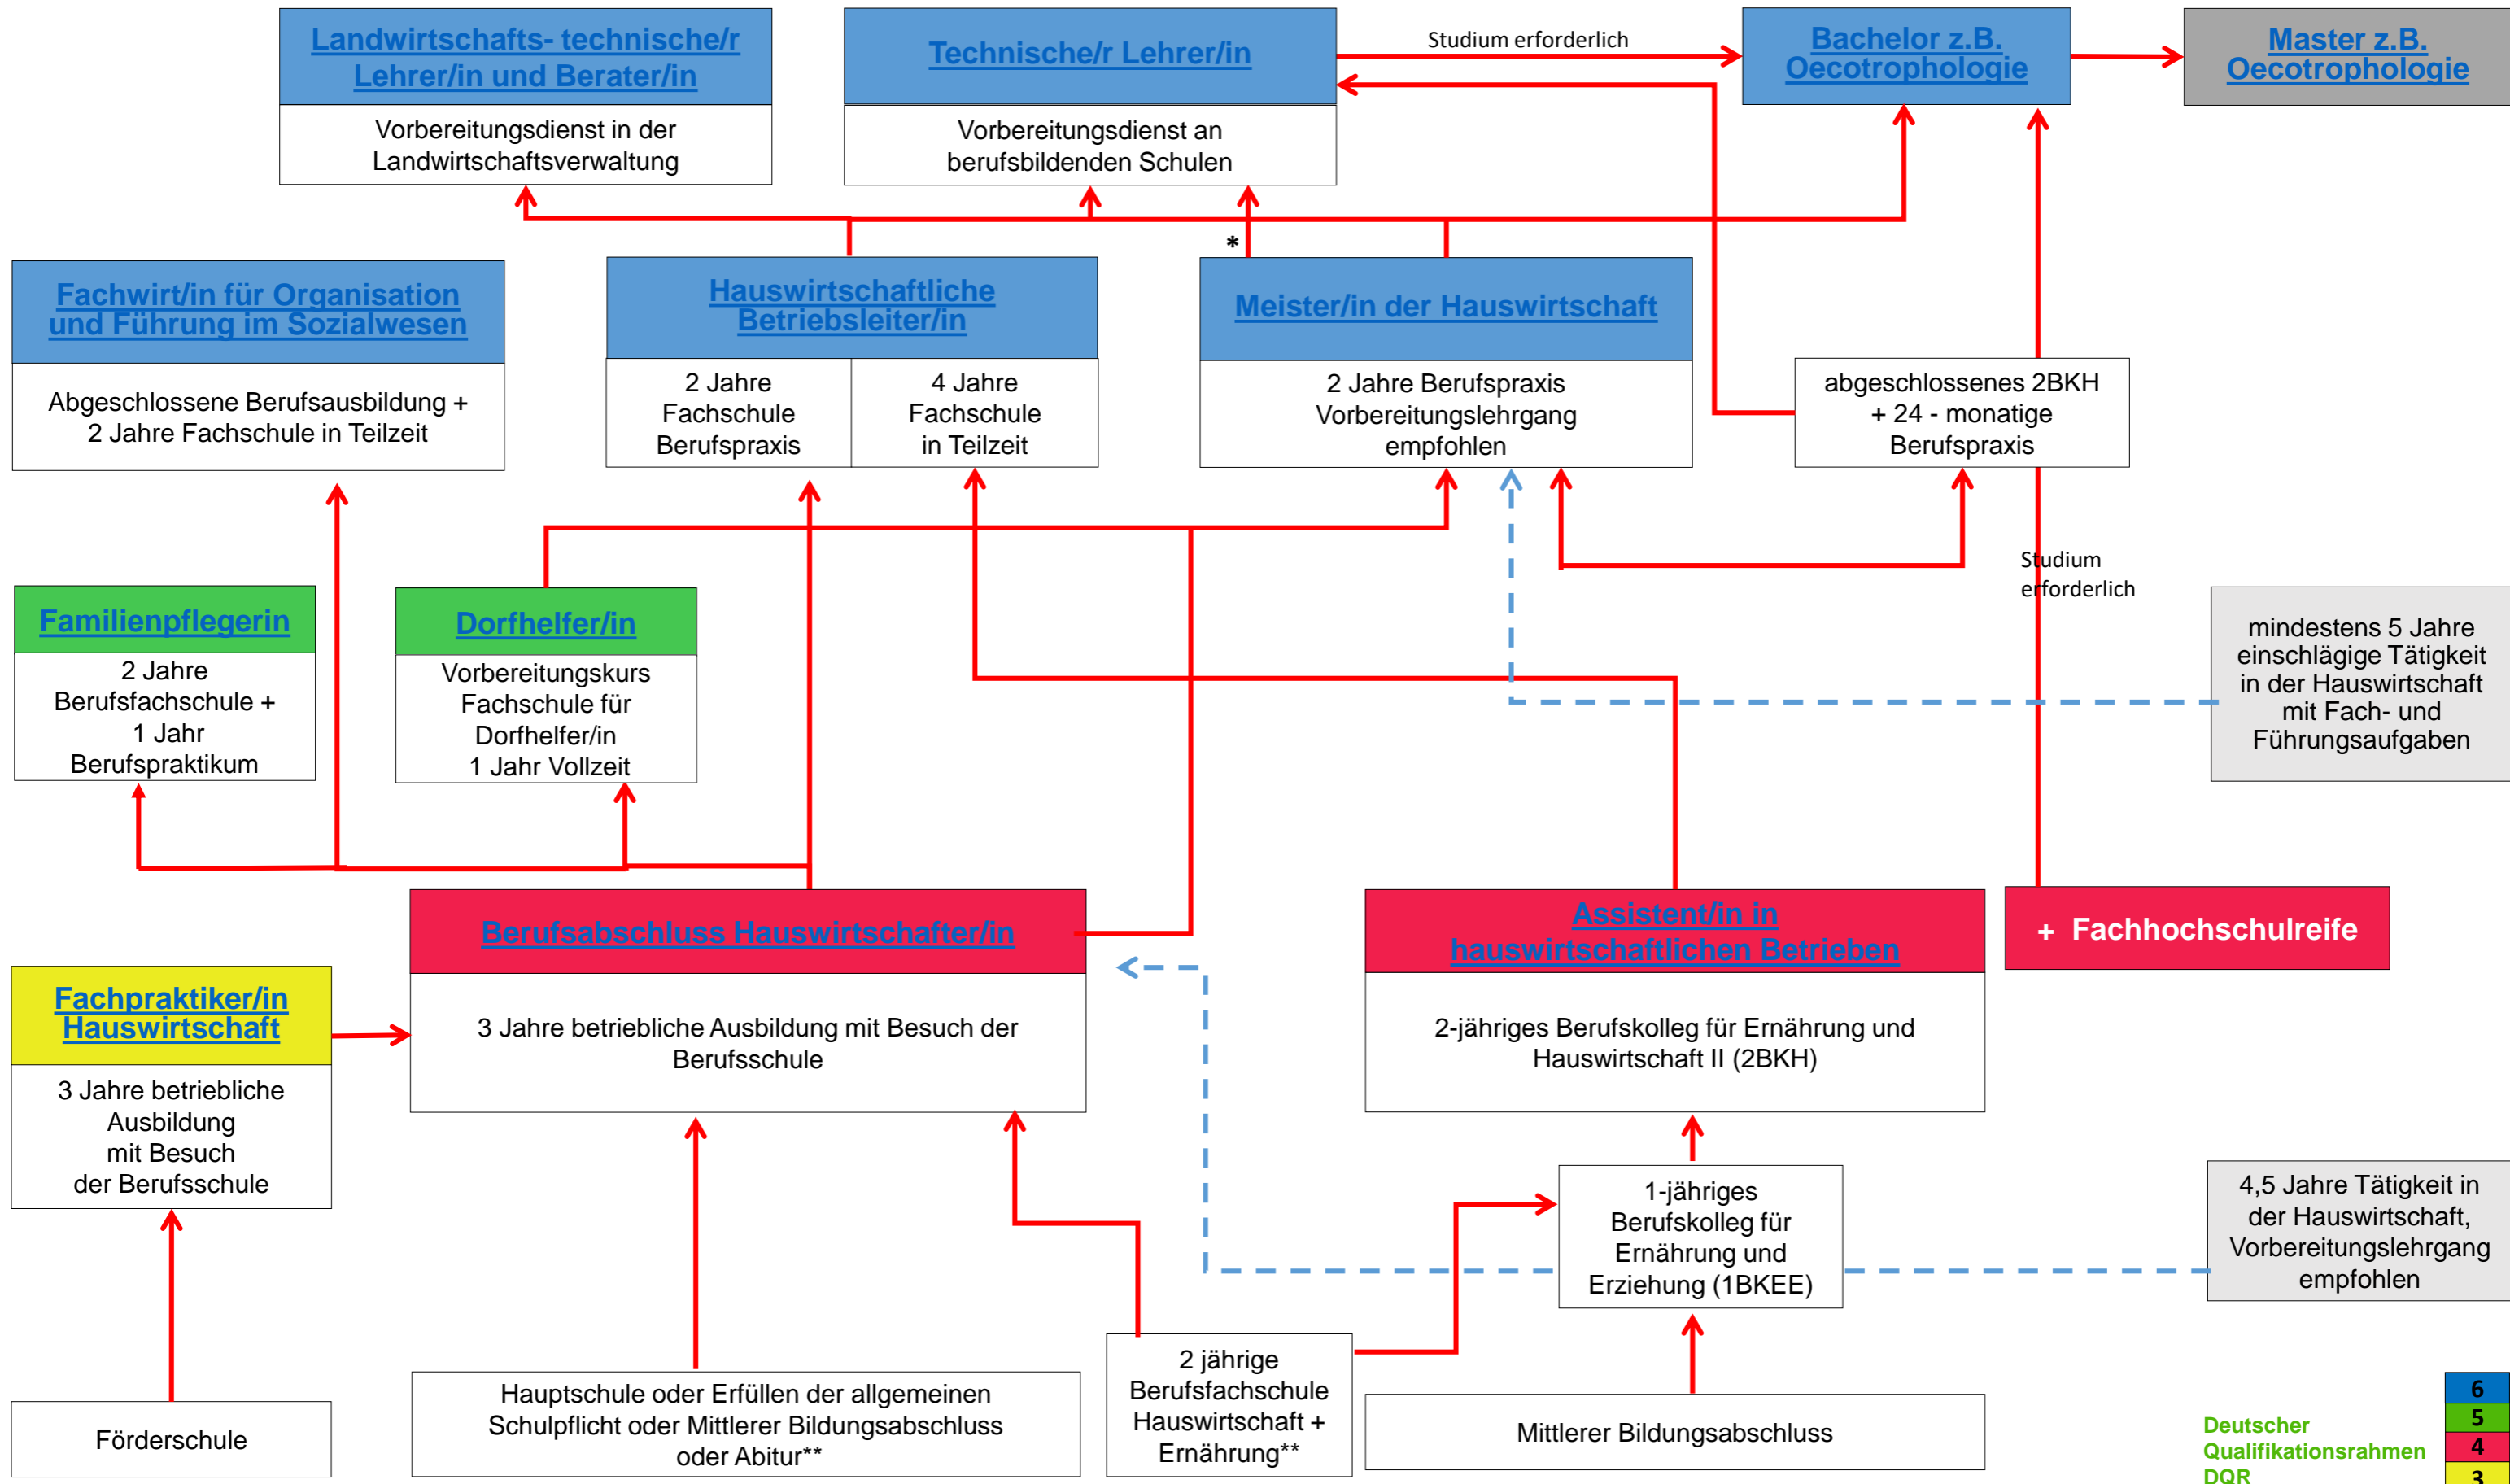 Landwirtschafts- technische/r
Lehrer/in und Berater/in
Vorbereitungsdienst in der
Landwirtschaftsverwaltung
Technische/r Lehrer/in
Vorbereitungsdienst an
berufsbildenden Schulen
Studium erforderlich
Bachelor z.B.
Oecotrophologie
Master z.B.
Oecotrophologie
*
Fachwirt/in für Organisation
und Führung im Sozialwesen
Abgeschlossene Berufsausbildung +
2 Jahre Fachschule in Teilzeit
Hauswirtschaftliche
Betriebsleiter/in
2 Jahre
Fachschule
Berufspraxis
4 Jahre
Fachschule
in Teilzeit
Meister/in der Hauswirtschaft
2 Jahre Berufspraxis
Vorbereitungslehrgang
empfohlen
abgeschlossenes 2BKH
+ 24 - monatige
Berufspraxis
Studium
erforderlich
Familienpflegerin
2 Jahre
Berufsfachschule +
1 Jahr
Berufspraktikum
Dorfhelfer/in
Vorbereitungskurs
Fachschule für
Dorfhelfer/in
1 Jahr Vollzeit
mindestens 5 Jahre
einschlägige Tätigkeit
in der Hauswirtschaft
mit Fach- und
Führungsaufgaben
Berufsabschluss Hauswirtschafter/in
3 Jahre betriebliche Ausbildung mit Besuch der
Berufsschule
Assistent/in in
hauswirtschaftlichen Betrieben
2-jähriges Berufskolleg für Ernährung und
Hauswirtschaft II (2BKH)
+ Fachhochschulreife
Fachpraktiker/in
Hauswirtschaft
3 Jahre betriebliche
Ausbildung
mit Besuch
der Berufsschule
1-jähriges
Berufskolleg für
Ernährung und
Erziehung (1BKEE)
4,5 Jahre Tätigkeit in
der Hauswirtschaft,
Vorbereitungslehrgang
empfohlen
Förderschule
Hauptschule oder Erfüllen der allgemeinen
Schulpflicht oder Mittlerer Bildungsabschluss
oder Abitur**
2 jährige
Berufsfachschule
Hauswirtschaft +
Ernährung**
Mittlerer Bildungsabschluss
Deutscher
Qualifikationsrahmen
DQR
6
5
4
3